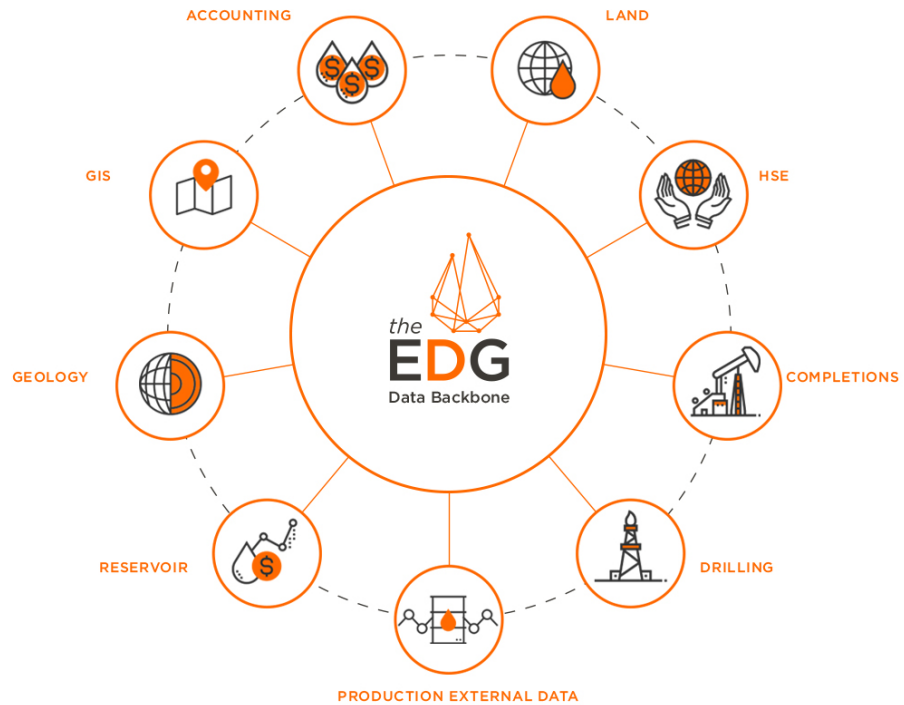 ACCOUNTING
LAND
GIS
HSE
the
EDG
Data Backbone
GEOLOGY
COMPLETIONS
RESERVOIR
DRILLING
PRODUCTION EXTERNAL DATA
$
$
$
$